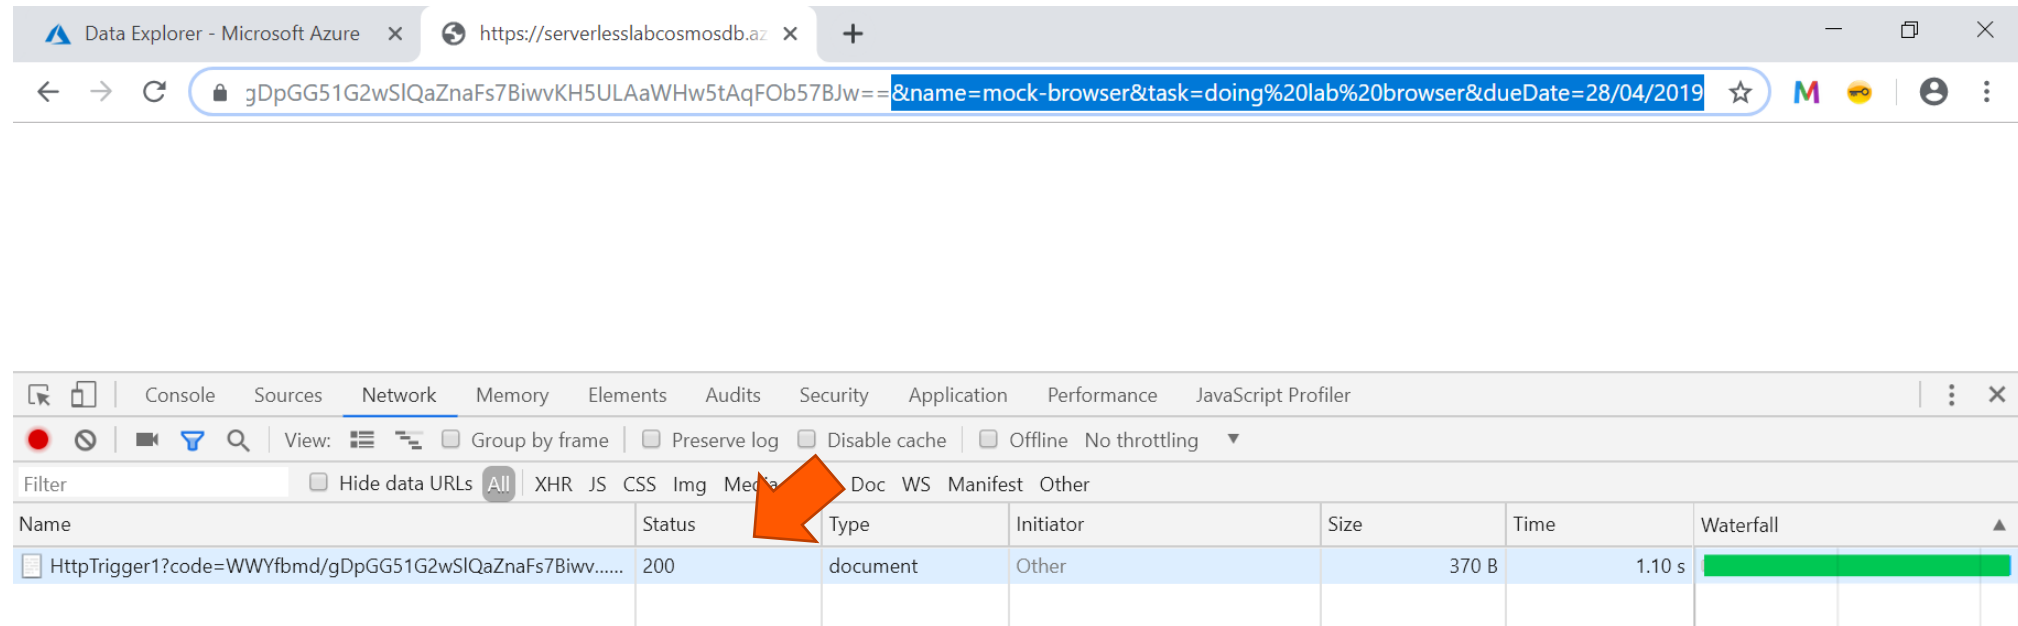 Data Explorer - Microsoft Azure
https://serverlesslabcosmosdb.az
gDpGG51G2wSlQaZnaFs7BiwvKH5ULAaWHw5tAqFOb57BJw==&name=mock-browser&task=doing%20lab%20browser&dueDate=28/04/2019
M
Console Sources Network Memory Elements Audits Security Application Performance JavaScript Profiler
View: Group by frame Preserve log Disable cache Offline No throttling
Filter Hide data URLs All XHR JS CSS Img Media Doc WS Manifest Other
Name Status Type Initiator Size Time Waterfall
HttpTrigger1?code=WWYfbmd/gDpGG51G2wSlQaZnaFs7Biwv...... 200 document Other 370 B 1.10 s